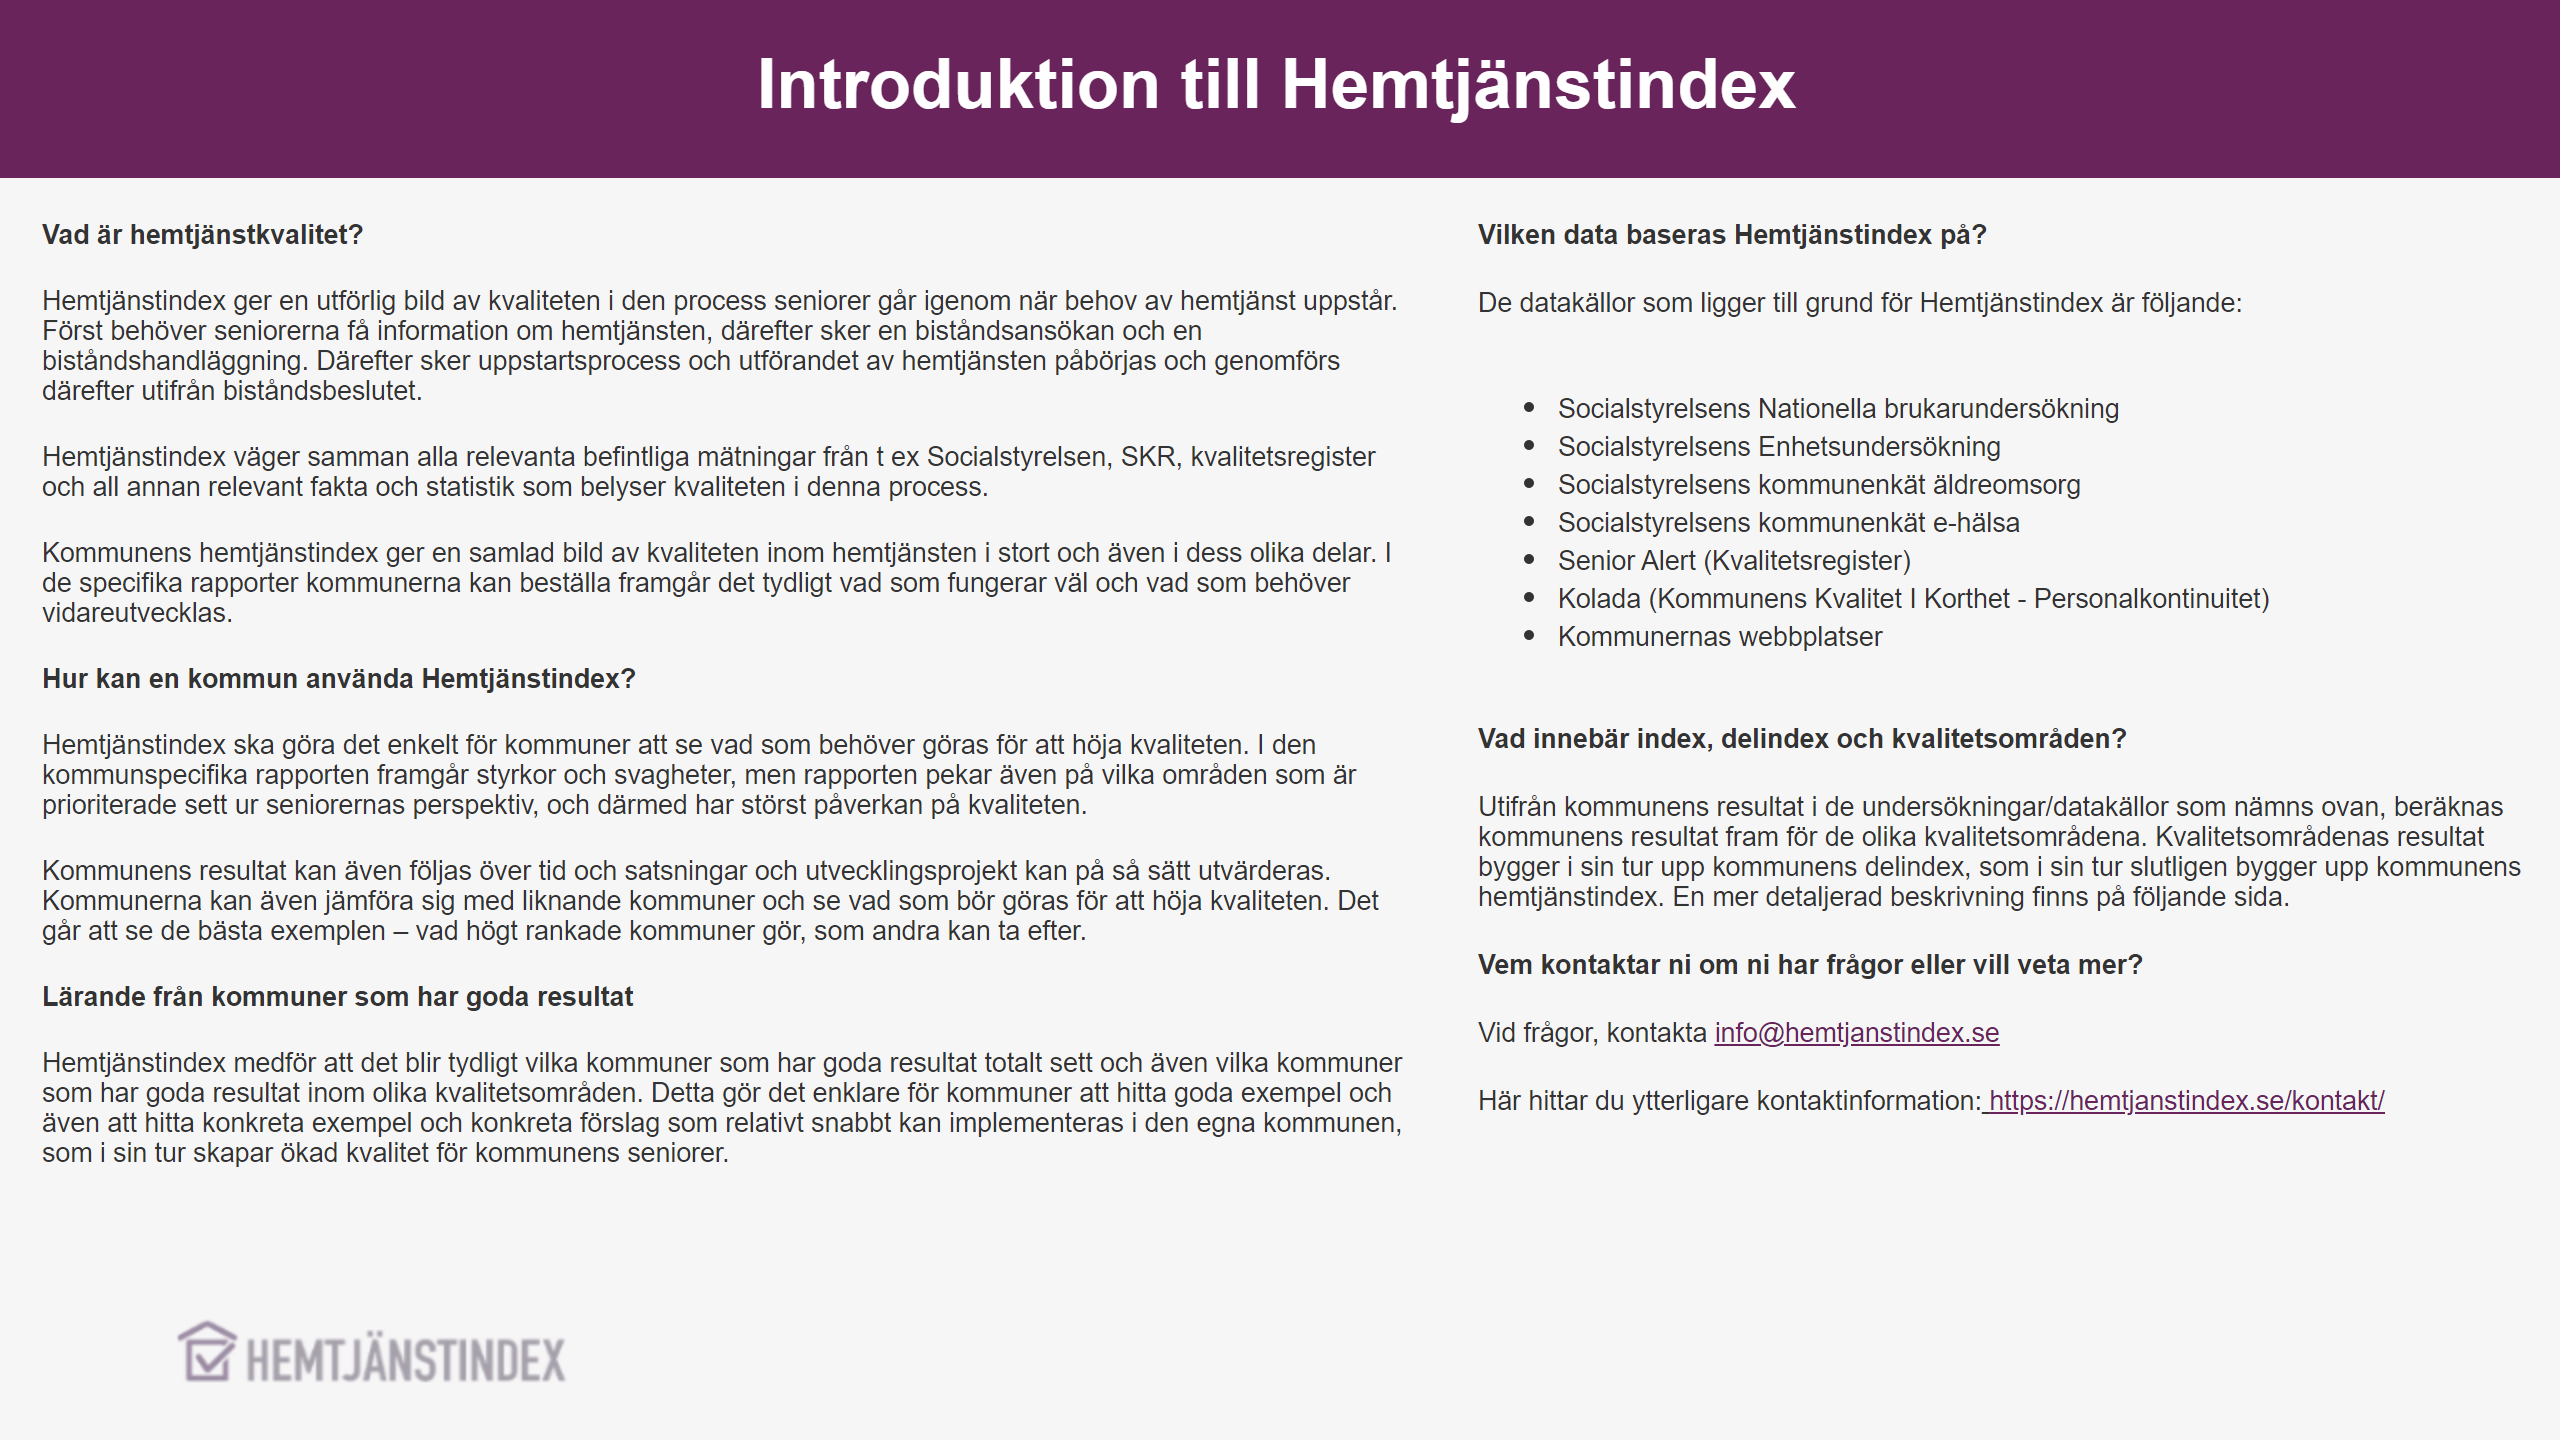 Introduktion till Hemtjänstindex
Vad är hemtjänstkvalitet?
Hemtjänstindex ger en utförlig bild av kvaliteten i den process seniorer går igenom när behov av hemtjänst uppstår.
Först behöver seniorerna få information om hemtjänsten, därefter sker en biståndsansökan och en
biståndshandläggning. Därefter sker uppstartsprocess och utförandet av hemtjänsten påbörjas och genomförs
därefter utifrån biståndsbeslutet.
Hemtjänstindex väger samman alla relevanta befintliga mätningar från t ex Socialstyrelsen, SKR, kvalitetsregister
och all annan relevant fakta och statistik som belyser kvaliteten i denna process.
Kommunens hemtjänstindex ger en samlad bild av kvaliteten inom hemtjänsten i stort och även i dess olika delar. I
de specifika rapporter kommunerna kan beställa framgår det tydligt vad som fungerar väl och vad som behöver
vidareutvecklas.
Hur kan en kommun använda Hemtjänstindex?
Hemtjänstindex ska göra det enkelt för kommuner att se vad som behöver göras för att höja kvaliteten. I den
kommunspecifika rapporten framgår styrkor och svagheter, men rapporten pekar även på vilka områden som är
prioriterade sett ur seniorernas perspektiv, och därmed har störst påverkan på kvaliteten.
Kommunens resultat kan även följas över tid och satsningar och utvecklingsprojekt kan på så sätt utvärderas.
Kommunerna kan även jämföra sig med liknande kommuner och se vad som bör göras för att höja kvaliteten. Det
går att se de bästa exemplen – vad högt rankade kommuner gör, som andra kan ta efter.
Lärande från kommuner som har goda resultat
Hemtjänstindex medför att det blir tydligt vilka kommuner som har goda resultat totalt sett och även vilka kommuner
som har goda resultat inom olika kvalitetsområden. Detta gör det enklare för kommuner att hitta goda exempel och
även att hitta konkreta exempel och konkreta förslag som relativt snabbt kan implementeras i den egna kommunen,
som i sin tur skapar ökad kvalitet för kommunens seniorer.
Vilken data baseras Hemtjänstindex på?
De datakällor som ligger till grund för Hemtjänstindex är följande:
• Socialstyrelsens Nationella brukarundersökning
• Socialstyrelsens Enhetsundersökning
• Socialstyrelsens kommunenkät äldreomsorg
• Socialstyrelsens kommunenkät e-hälsa
• Senior Alert (Kvalitetsregister)
• Kolada (Kommunens Kvalitet I Korthet - Personalkontinuitet)
• Kommunernas webbplatser
Vad innebär index, delindex och kvalitetsområden?
Utifrån kommunens resultat i de undersökningar/datakällor som nämns ovan, beräknas
kommunens resultat fram för de olika kvalitetsområdena. Kvalitetsområdenas resultat
bygger i sin tur upp kommunens delindex, som i sin tur slutligen bygger upp kommunens
hemtjänstindex. En mer detaljerad beskrivning finns på följande sida.
Vem kontaktar ni om ni har frågor eller vill veta mer?
Vid frågor, kontakta info@hemtjanstindex.se
Här hittar du ytterligare kontaktinformation: https://hemtjanstindex.se/kontakt/
HEMTJÄNSTINDEX